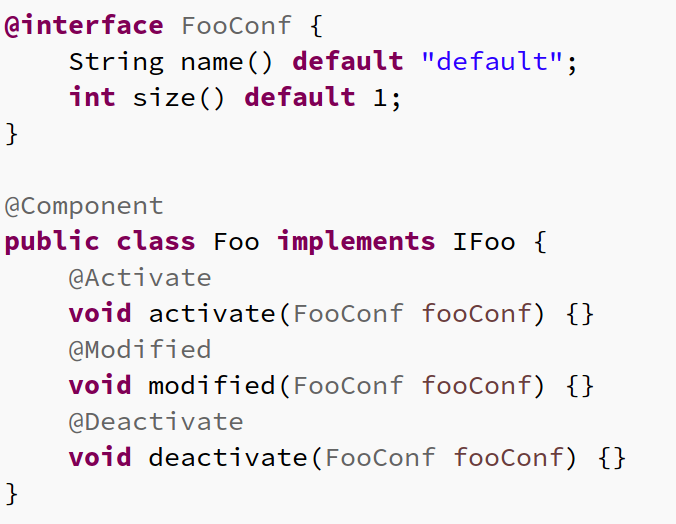 @interface FooConf {
    String name() default "default";
    int size() default 1;
}

@Component
public class Foo implements IFoo {
    @Activate
    void activate(FooConf fooConf) {}
    @Modified
    void modified(FooConf fooConf) {}
    @Deactivate
    void deactivate(FooConf fooConf) {}
}